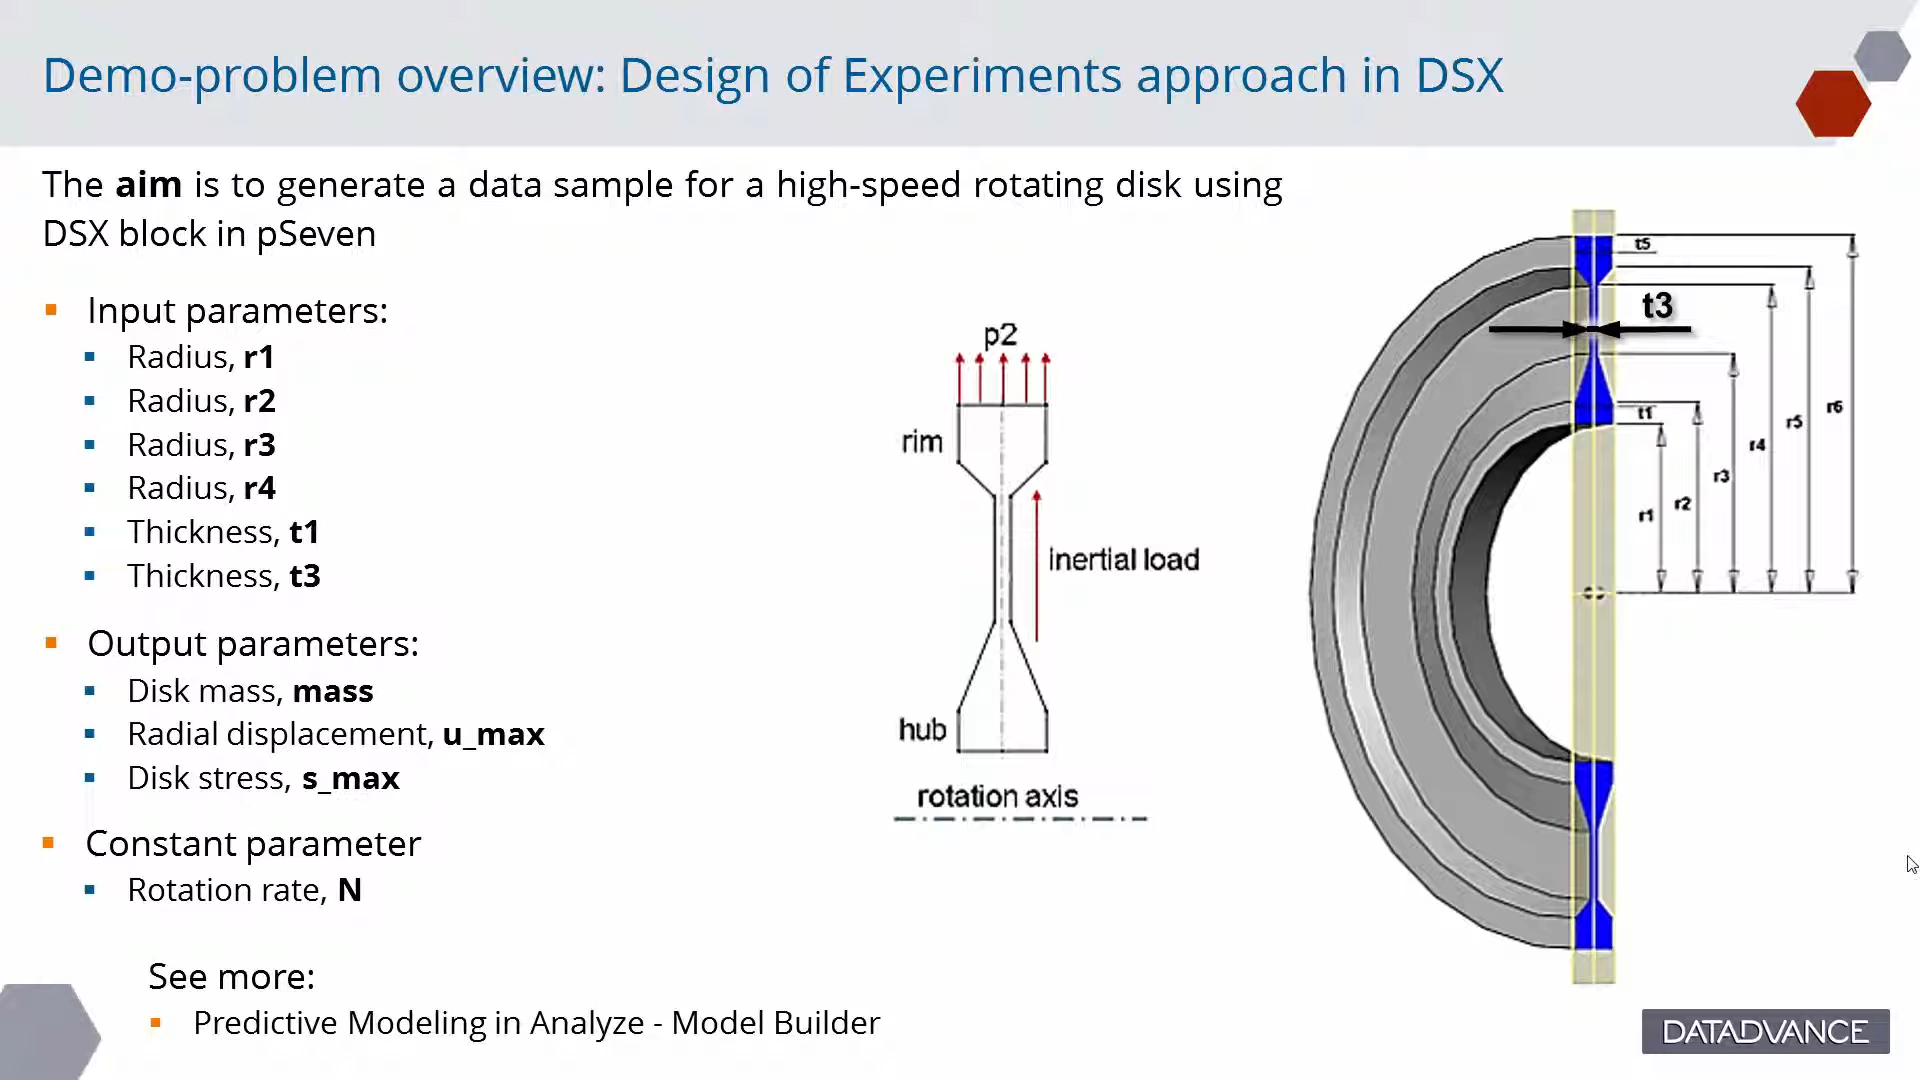 Demo-problem overview: Design of Experiments approach in DSX
The aim is to generate a data sample for a high-speed rotating disk using
DSX block in pSeven
Input parameters:
Radius, r1
Radius, r2
Radius, r3
Radius, r4
Thickness, t1
Thickness, t3
Output parameters:
Disk mass, mass
Radial displacement, u_max
Disk stress, s_max
Constant parameter
Rotation rate, N
See more:
Predictive Modeling in Analyze - Model Builder
p2
rim
inertial load
hub
rotation axis
t5
t3
t1
r1
r2
r3
r4
r5
r6
DATADVANCE